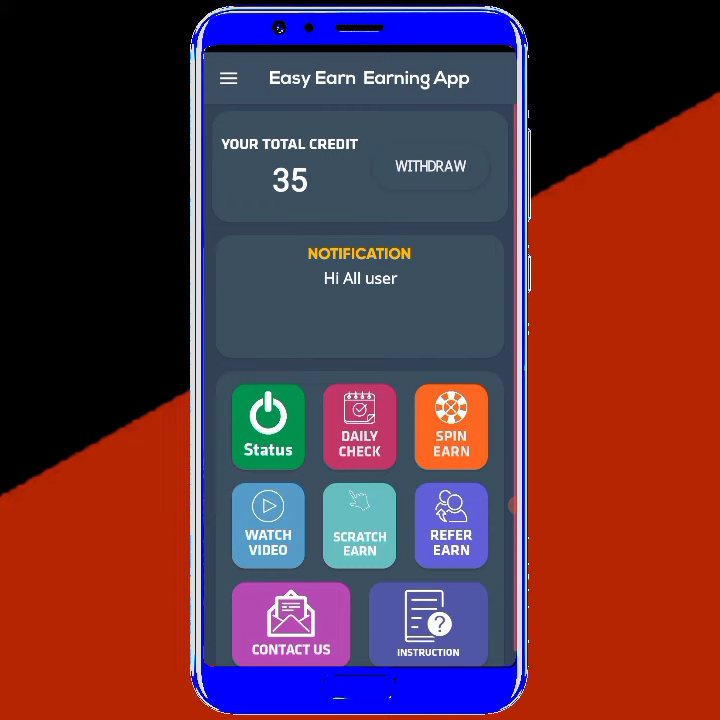 Easy Earn Earning App
YOUR TOTAL CREDIT
35
WITHDRAW
NOTIFICATION
Hi All user
Status
DAILY
CHECK
SPIN
EARN
WATCH
VIDEO
SCRATCH
EARN
REFER
EARN
CONTACT US
?
INSTRUCTION